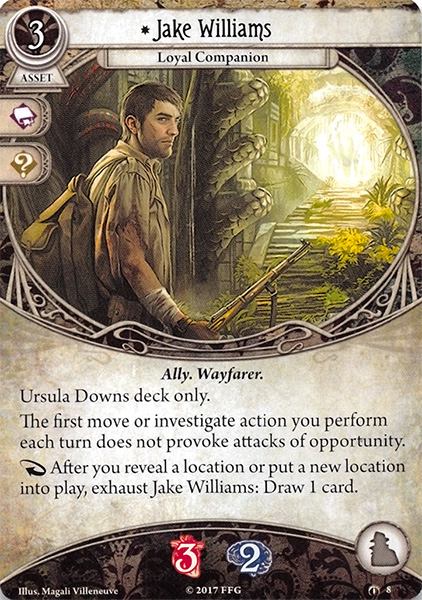 3
* Jake Williams
Loyal Companion
ASSET
?
Ally. Wayfarer.
Ursula Downs deck only.
The first move or investigate action you perform
each turn does not provoke attacks of opportunity.
After you reveal a location or put a new location
into play, exhaust Jake Williams: Draw 1 card.
3 2
Illus. Magali Villeneuve © 2017 FFG 8